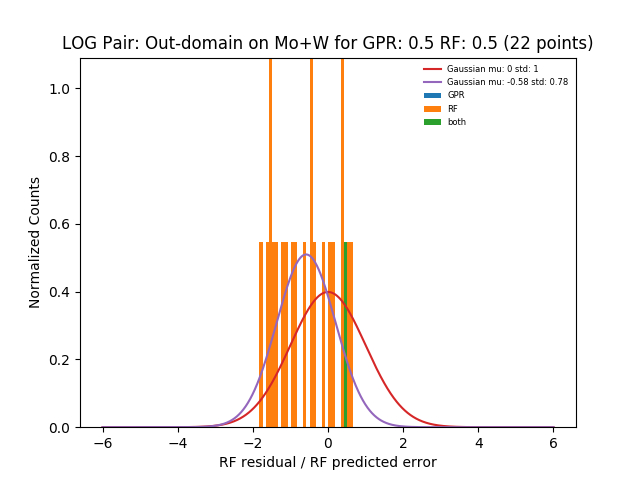 LOG Pair: Out-domain on Mo+W for GPR: 0.5 RF: 0.5 (22 points)
Gaussian mu: 0 std: 1
Gaussian mu: -0.58 std: 0.78
GPR
RF
both
Normalized Counts
1.0
0.8
0.6
0.4
0.2
0.0
−6 −4 −2 0 2 4 6
RF residual / RF predicted error